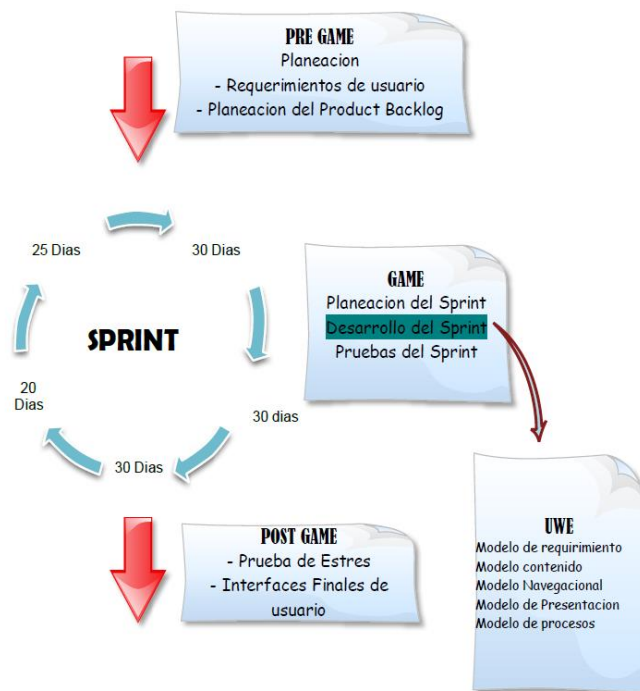 PRE GAME
Planeacion
- Requerimientos de usuario
- Planeacion del Product Backlog
25 Dias
30 Dias
SPRINT
20
Dias
30 dias
30 Dias
GAME
Planeacion del Sprint
Desarrollo del Sprint
Pruebas del Sprint
POST GAME
- Prueba de Estres
- Interfaces Finales de
usuario
UWE
Modelo de requirimiento
Modelo contenido
Modelo Navegacional
Modelo de Presentacion
Modelo de procesos